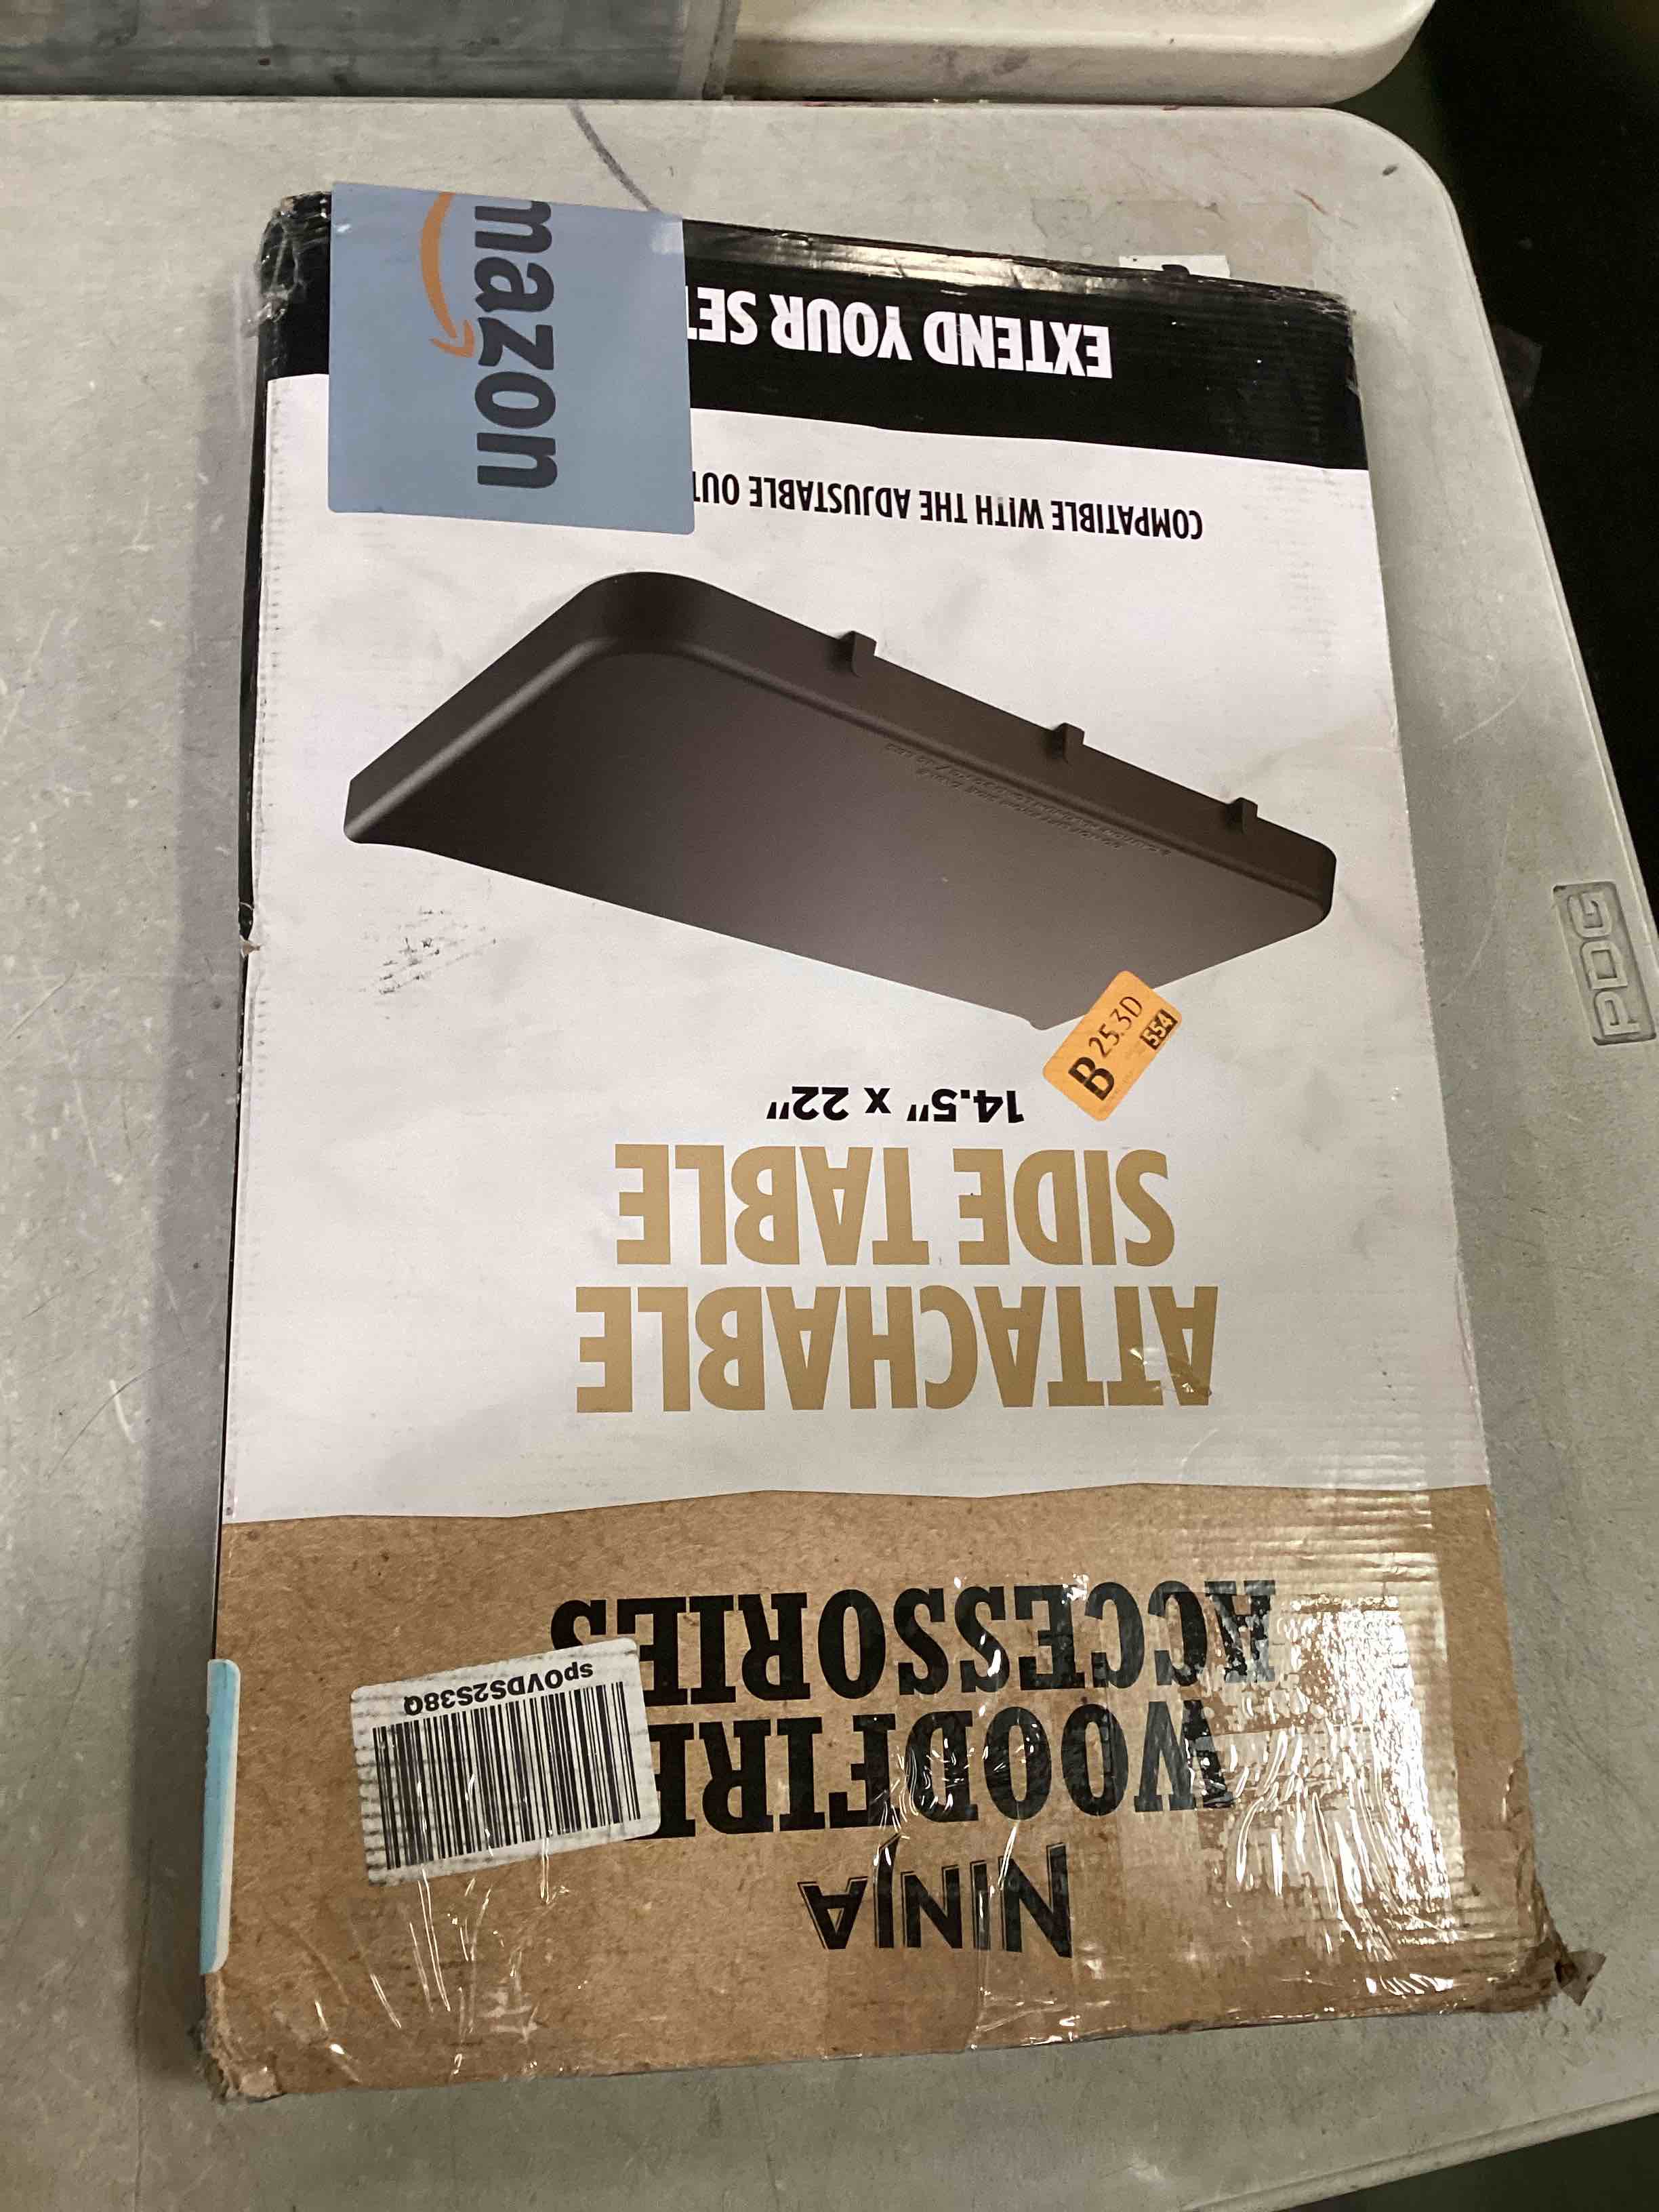 NINJA
WOODFIRE
ACCESSORIES
spOVDS2S38Q
ATTACHABLE
SIDE TABLE
14.5" x 22"
B 25.3D
554
COMPATIBLE WITH THE ADJUSTABLE OUT
EXTEND YOUR SE
mazon
PDG